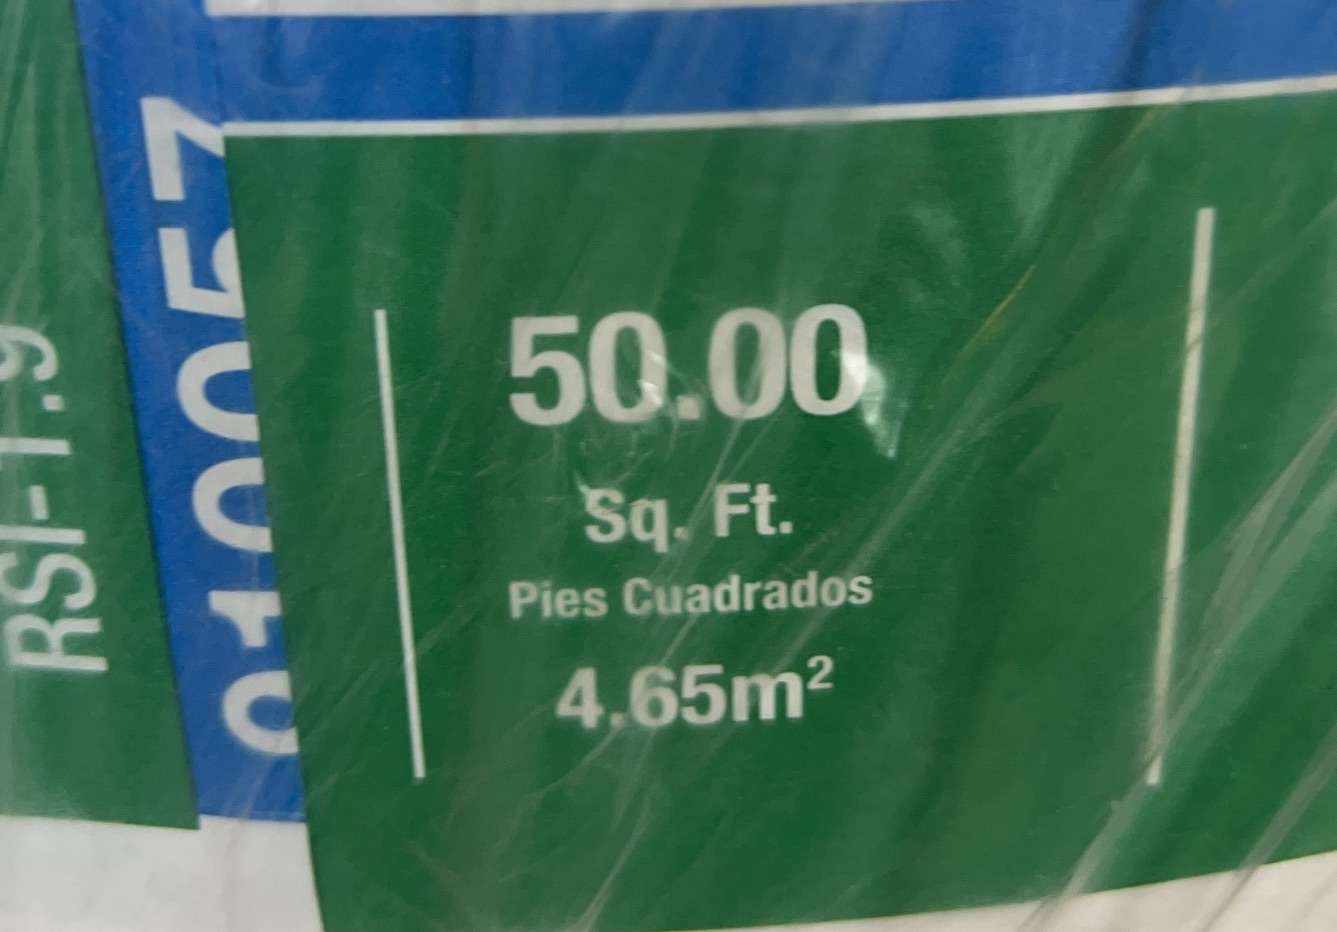 RSI-1.9
50.00
Sq. Ft.
Pies Cuadrados
4.65m²